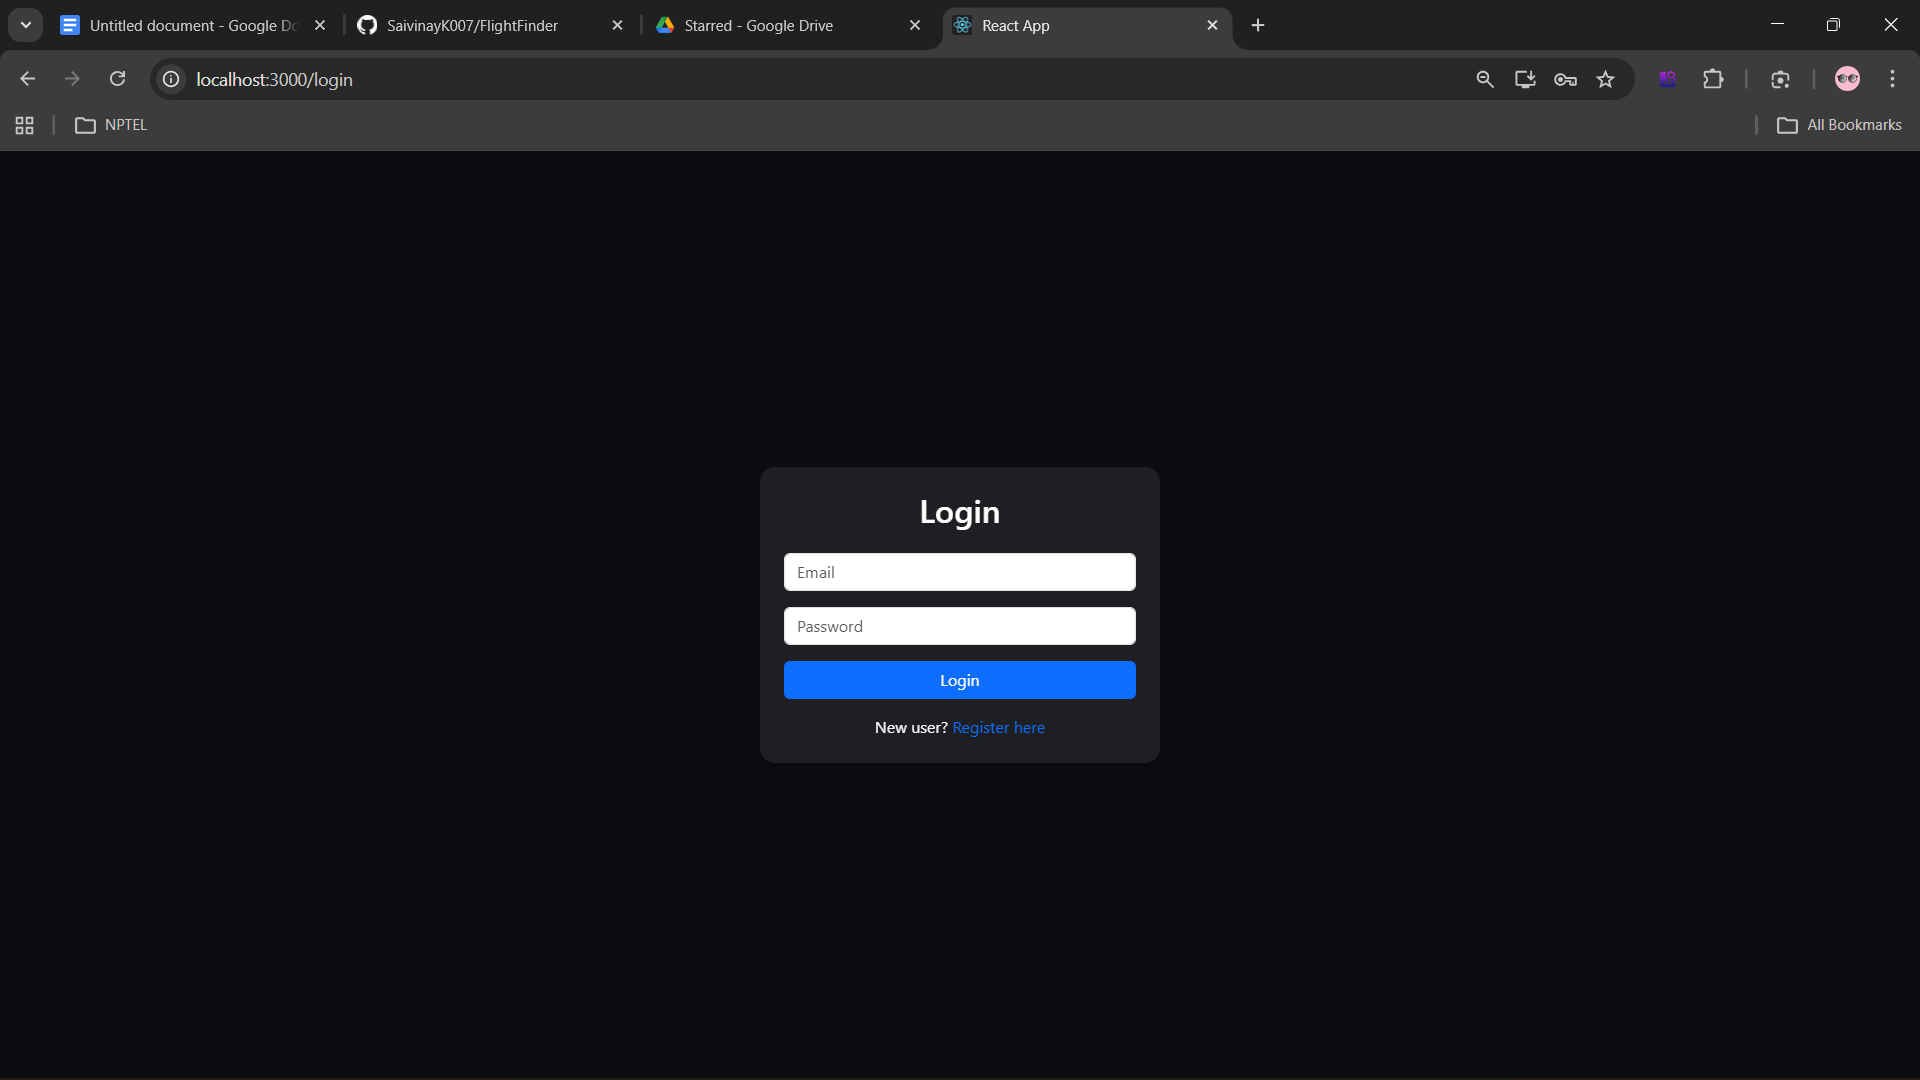 Untitled document - Google Do
SaivinayK007/FlightFinder
Starred - Google Drive
React App
localhost:3000/login
NPTEL
All Bookmarks
Login
Email
Password
Login
New user? Register here